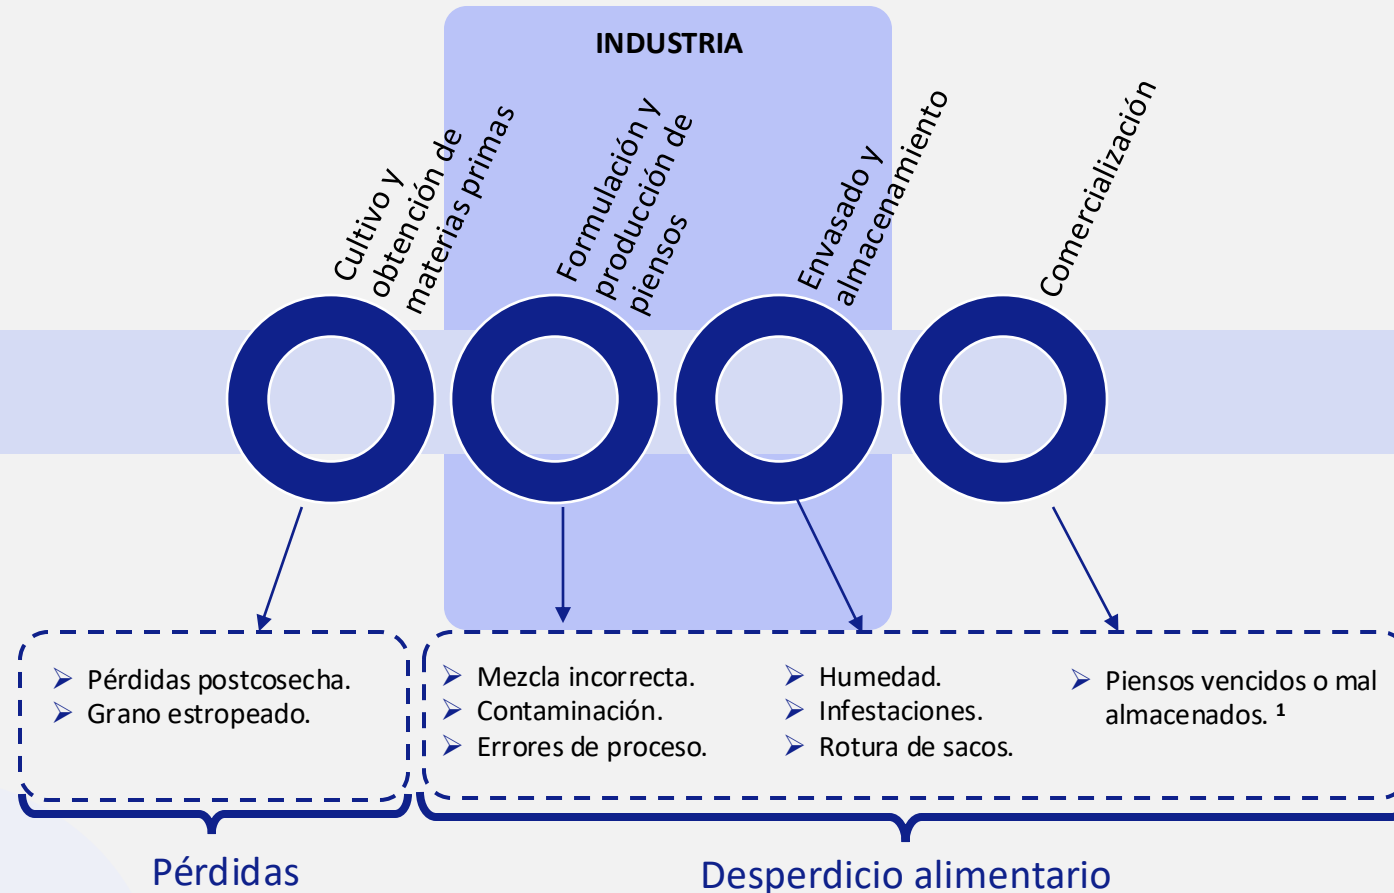 INDUSTRIA
Cultivo y
obtención de
materias primas
Formulación y
producción de
piensos
Envasado y
almacenamiento
Comercialización
Pérdidas postcosecha.
Grano estropeado.
Mezcla incorrecta.
Contaminación.
Errores de proceso.
Humedad.
Infestaciones.
Rotura de sacos.
Piensos vencidos o mal
almacenados. ¹
Pérdidas
Desperdicio alimentario